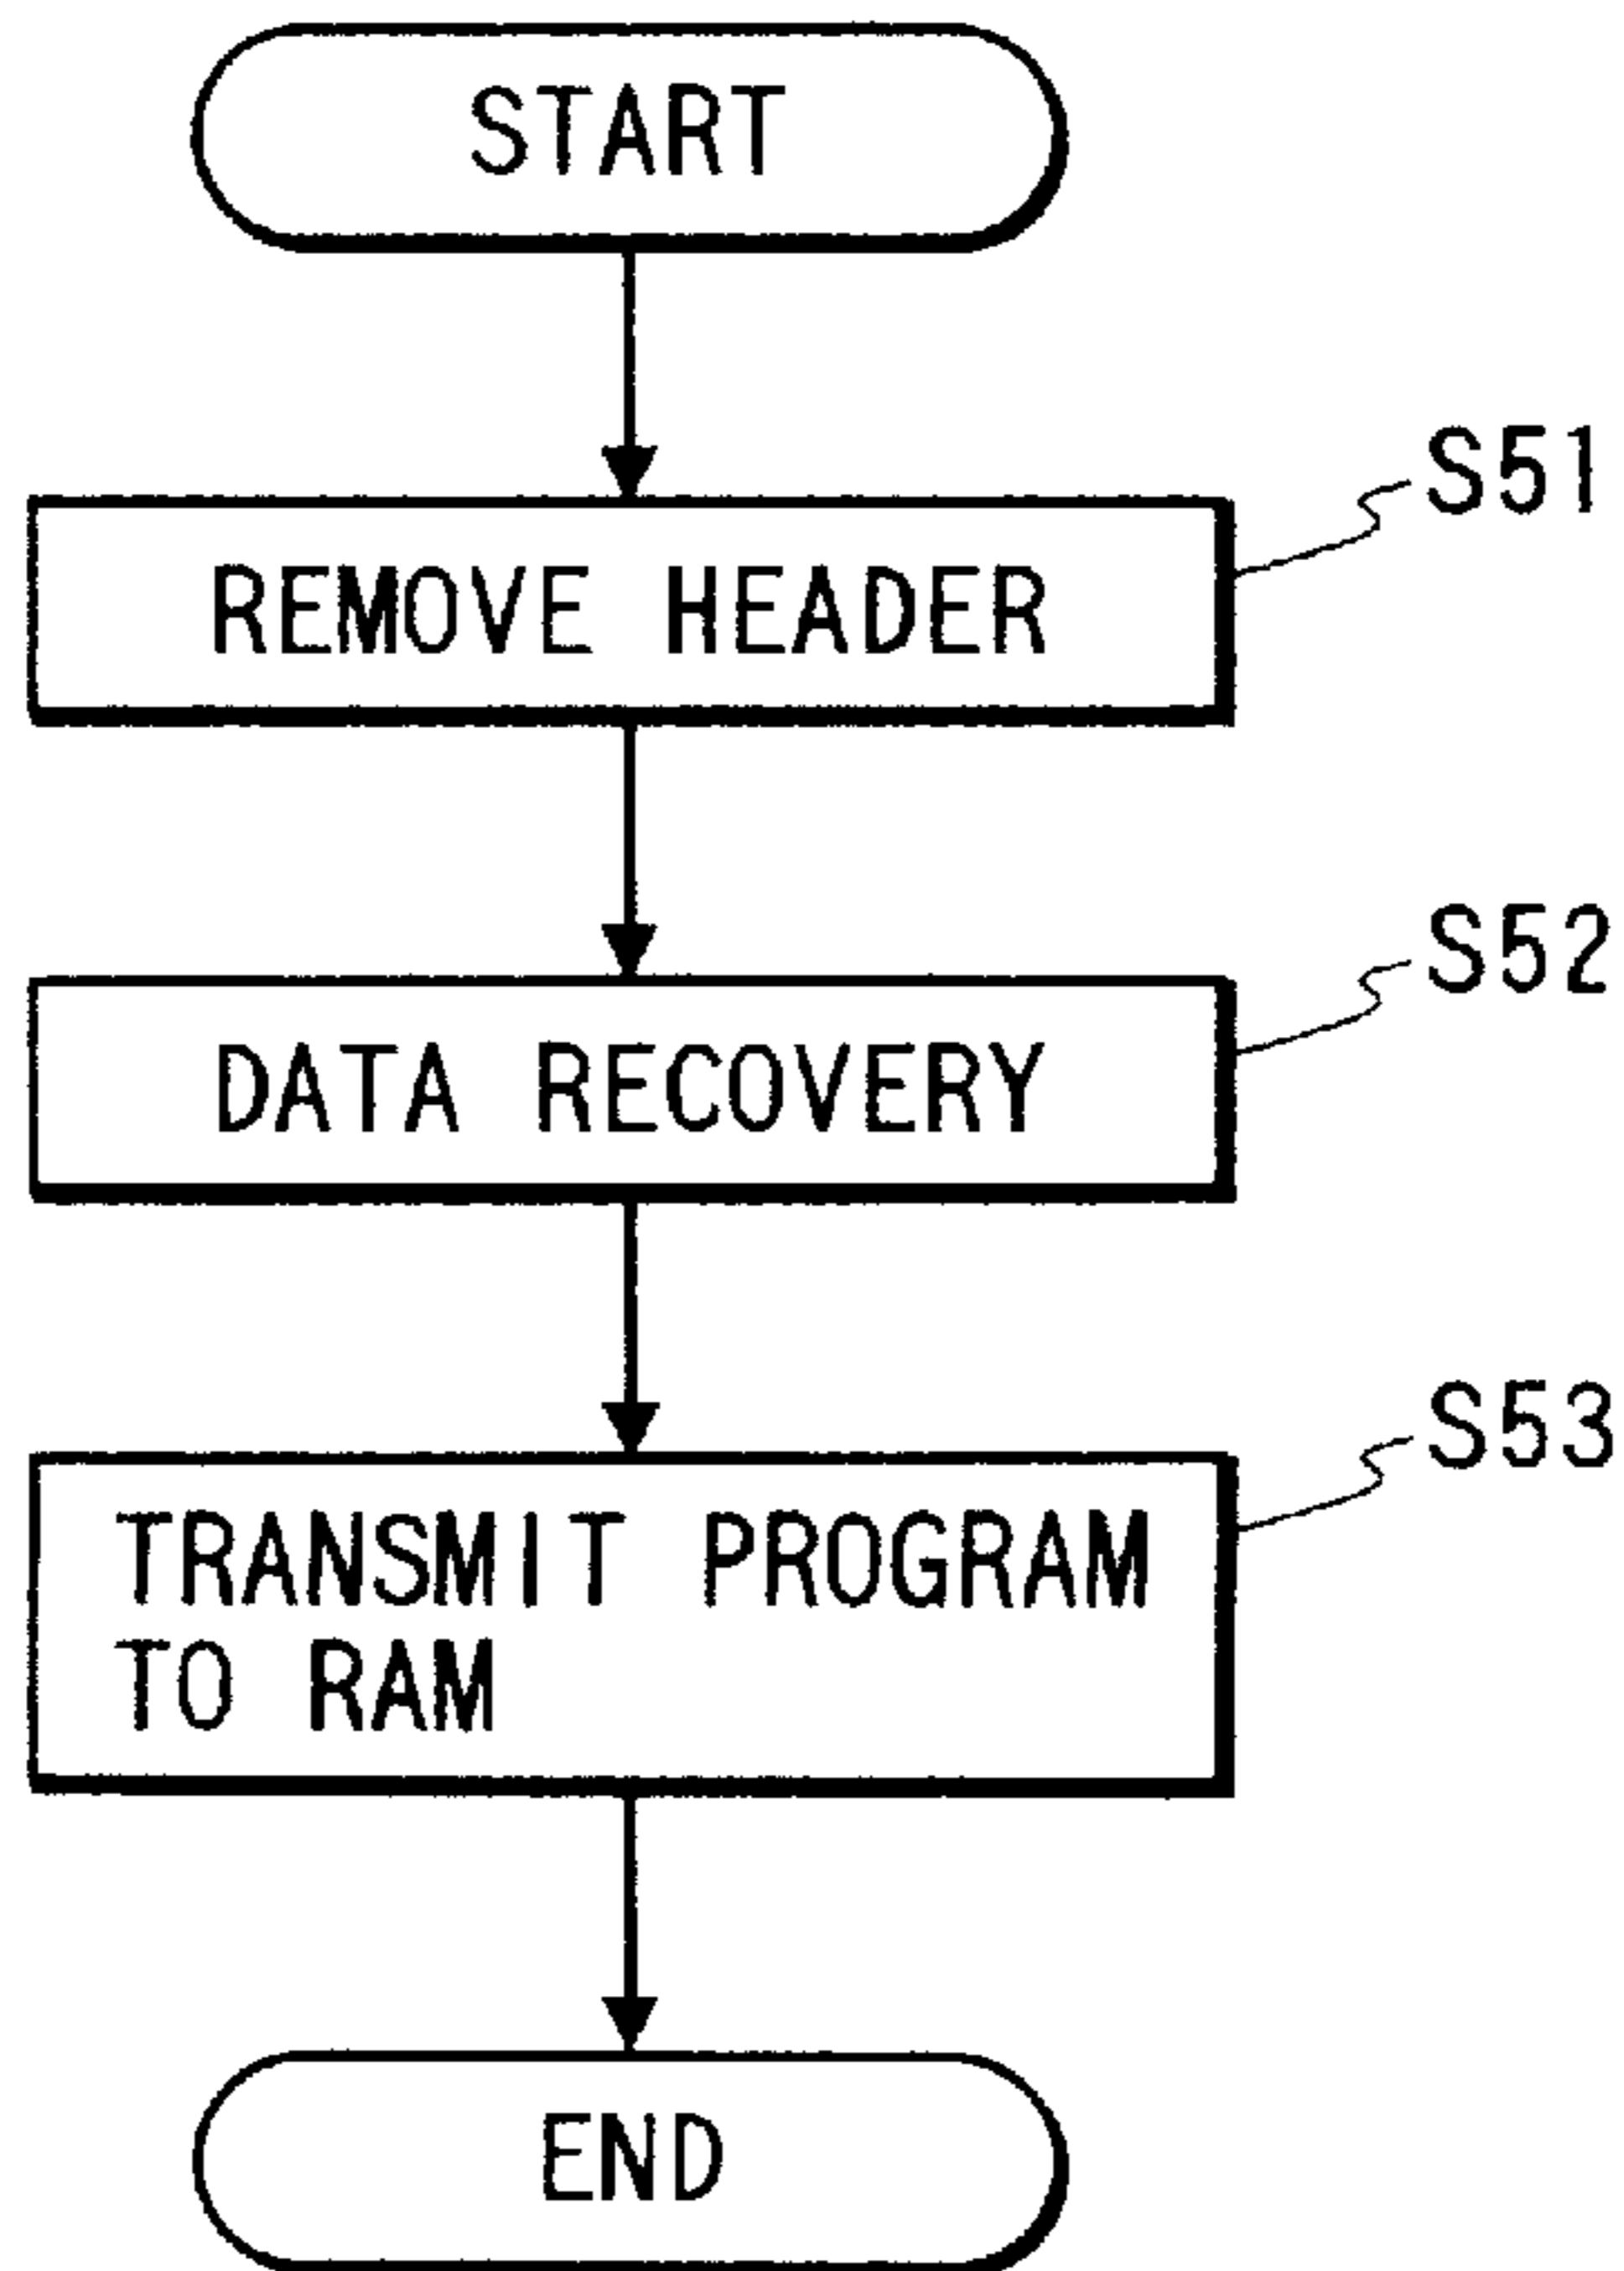 START
S51
REMOVE HEADER
S52
DATA RECOVERY
S53
TRANSMIT PROGRAM
TO RAM
END